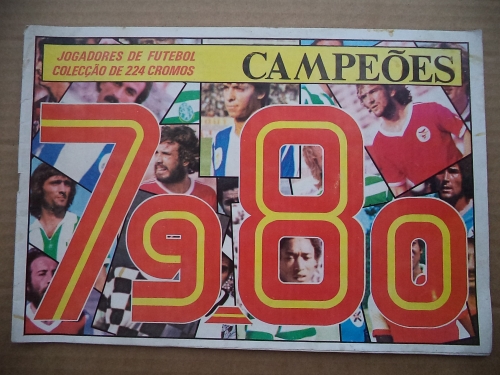 JOGADORES DE FUTEBOL
COLECÇÃO DE 224 CROMOS
CAMPEÕES
79.80